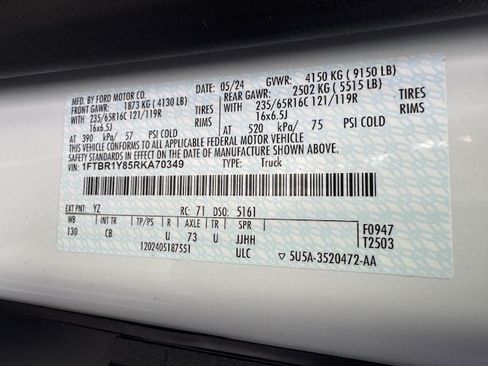 MFD. BY FORD MOTOR CO.
05/24 GVWR: 4150 KG ( 9150 LB)
FRONT GAWR: 1873 KG ( 4130 LB)
REAR GAWR: 2502 KG ( 5515 LB)
WITH 235/65R16C 121/119R TIRES
WITH 235/65R16C 121/119R TIRES
16x6.5J RIMS
16x6.5J RIMS
AT 390 kPa/ 57 PSI COLD
AT 520 kPa/ 75 PSI COLD
THIS VEHICLE CONFORMS TO ALL APPLICABLE FEDERAL MOTOR VEHICLE
SAFETY STANDARDS IN EFFECT ON THE DATE OF MANUFACTURE SHOWN ABOVE.
VIN: 1FTBR1Y85RKA70349 TYPE: Truck
EXT PNT: YZ RC: 71 DSO: 5161
WB INT TR TP/PS R AXLE TR SPR
130 CB U 73 U JJHH
ULC
F0947
T2503
1202405187551
▽ 5U5A-3520472-AA